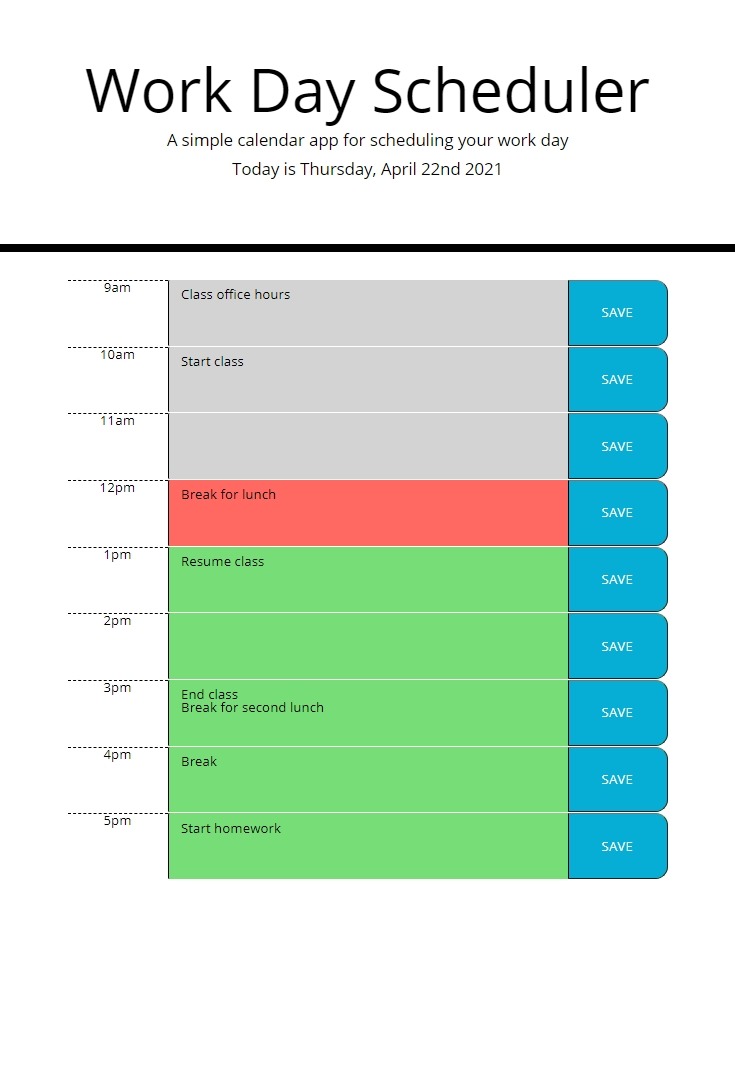 Work Day Scheduler
A simple calendar app for scheduling your work day
Today is Thursday, April 22nd 2021
9am
Class office hours
SAVE
10am
Start class
SAVE
11am
SAVE
12pm
Break for lunch
SAVE
1pm
Resume class
SAVE
2pm
SAVE
3pm
End class
Break for second lunch
SAVE
4pm
Break
SAVE
5pm
Start homework
SAVE